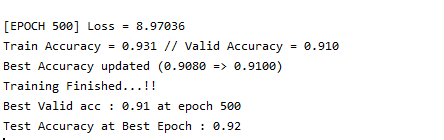 [EPOCH 500] Loss = 8.97036
Train Accuracy = 0.931 // Valid Accuracy = 0.910
Best Accuracy updated (0.9080 => 0.9100)
Training Finished...!!
Best Valid acc : 0.91 at epoch 500
Test Accuracy at Best Epoch : 0.92